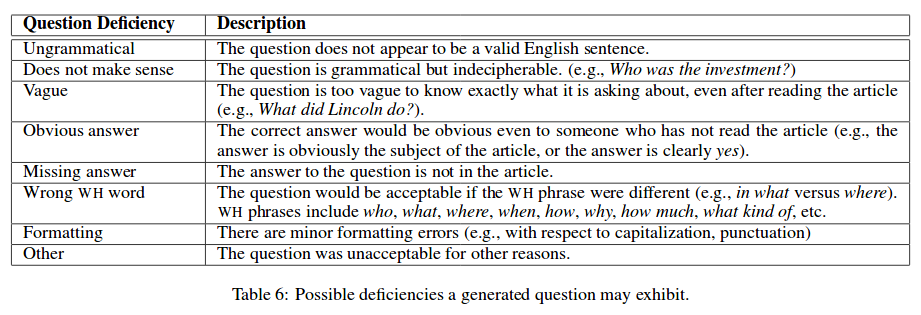 Question Deficiency Description
Ungrammatical The question does not appear to be a valid English sentence.
Does not make sense The question is grammatical but indecipherable. (e.g., Who was the investment?)
Vague The question is too vague to know exactly what it is asking about, even after reading the article
(e.g., What did Lincoln do?).
Obvious answer The correct answer would be obvious even to someone who has not read the article (e.g., the
answer is obviously the subject of the article, or the answer is clearly yes).
Missing answer The answer to the question is not in the article.
Wrong WH word The question would be acceptable if the WH phrase were different (e.g., in what versus where).
WH phrases include who, what, where, when, how, why, how much, what kind of, etc.
Formatting There are minor formatting errors (e.g., with respect to capitalization, punctuation)
Other The question was unacceptable for other reasons.
Table 6: Possible deficiencies a generated question may exhibit.